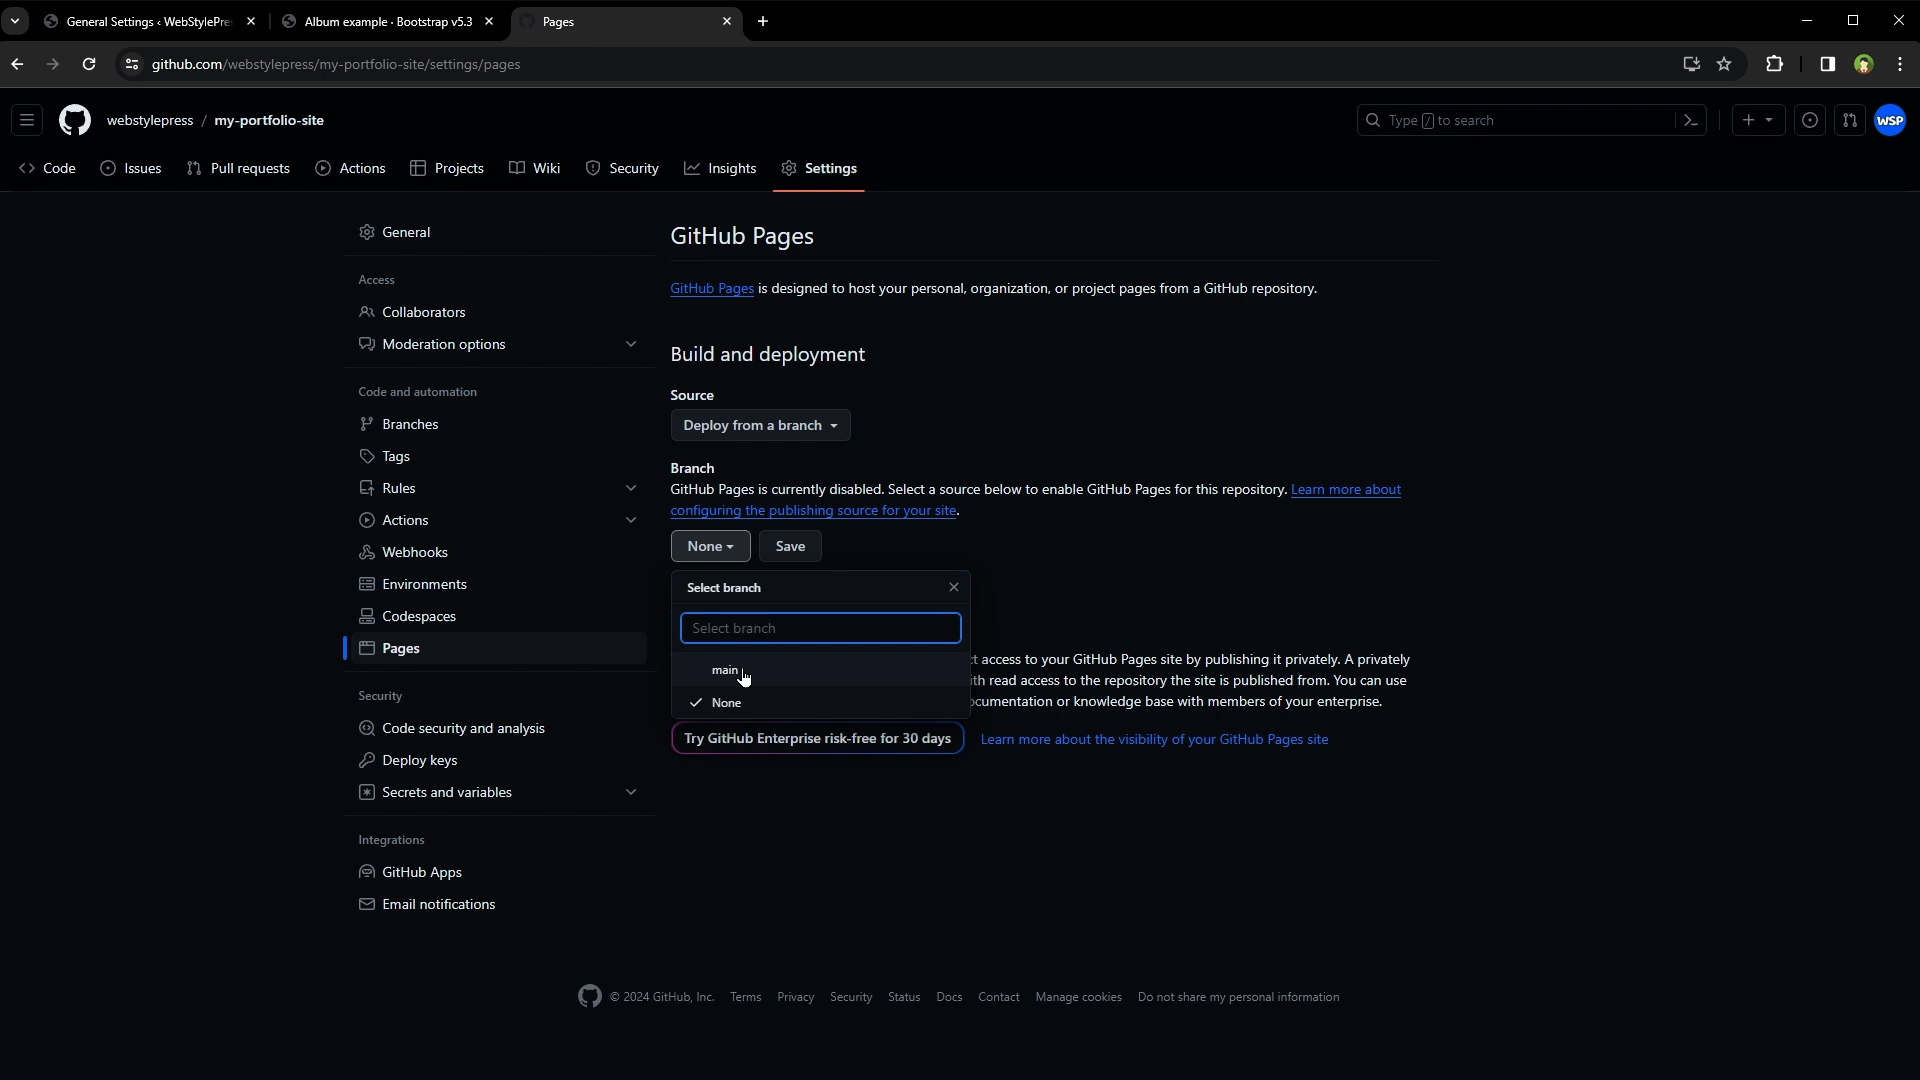 General Settings ‹ WebStylePre
Album example · Bootstrap v5.3
Pages
github.com/webstylepress/my-portfolio-site/settings/pages
webstylepress / my-portfolio-site
Type / to search
WSP
Code
Issues
Pull requests
Actions
Projects
Wiki
Security
Insights
Settings
General
Access
Collaborators
Moderation options
Code and automation
Branches
Tags
Rules
Actions
Webhooks
Environments
Codespaces
Pages
Security
Code security and analysis
Deploy keys
Secrets and variables
Integrations
GitHub Apps
Email notifications
GitHub Pages
GitHub Pages is designed to host your personal, organization, or project pages from a GitHub repository.
Build and deployment
Source
Deploy from a branch
Branch
GitHub Pages is currently disabled. Select a source below to enable GitHub Pages for this repository. Learn more about
configuring the publishing source for your site.
None
Save
Select branch
Select branch
main
None
t access to your GitHub Pages site by publishing it privately. A privately
ith read access to the repository the site is published from. You can use
ocumentation or knowledge base with members of your enterprise.
Try GitHub Enterprise risk-free for 30 days
Learn more about the visibility of your GitHub Pages site
© 2024 GitHub, Inc.
Terms
Privacy
Security
Status
Docs
Contact
Manage cookies
Do not share my personal information